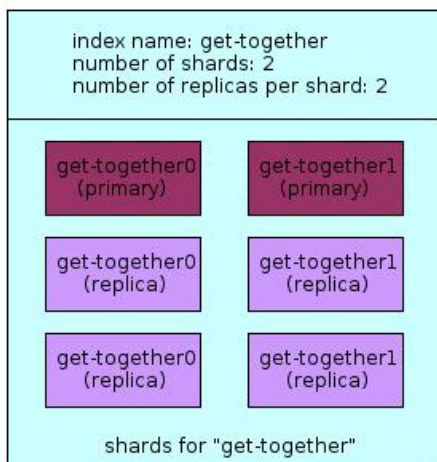 index name: get-together
number of shards: 2
number of replicas per shard: 2
get-together0
(primary)
get-together1
(primary)
get-together0
(replica)
get-together1
(replica)
get-together0
(replica)
get-together1
(replica)
shards for "get-together"